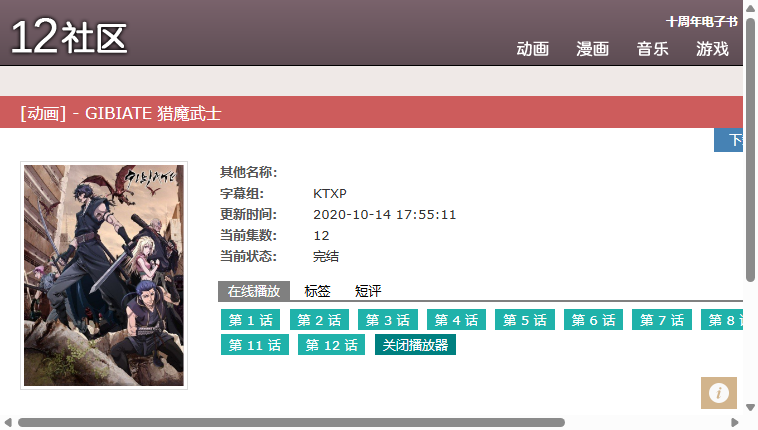 12社区
十周年电子书
动画 漫画 音乐 游戏
[动画] - GIBIATE 猎魔武士
其他名称:
字幕组: KTXP
更新时间: 2020-10-14 17:55:11
当前集数: 12
当前状态: 完结
在线播放 标签 短评
第 1 话 第 2 话 第 3 话 第 4 话 第 5 话 第 6 话 第 7 话 第 8
第 11 话 第 12 话 关闭播放器